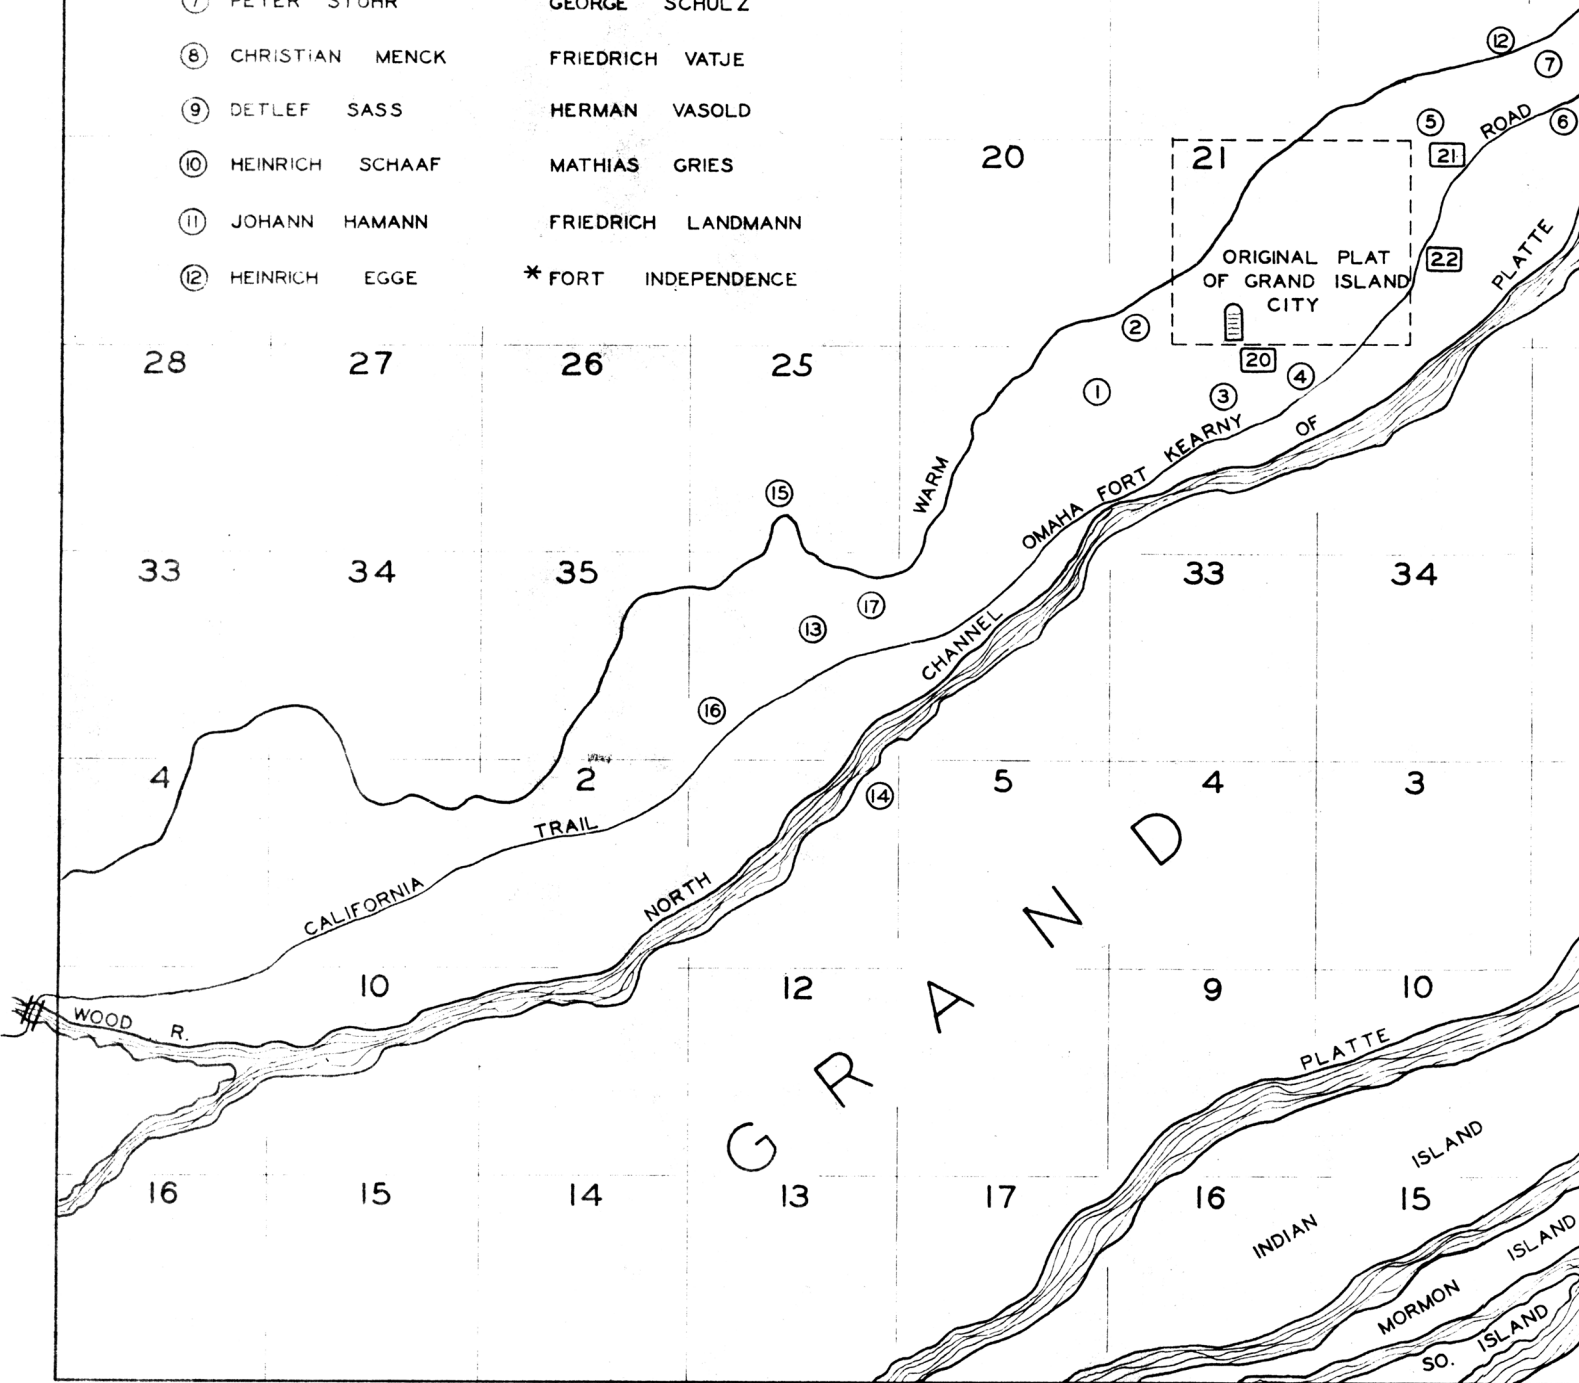 ⑦ PETER STUHR GEORGE SCHULZ
⑧ CHRISTIAN MENCK FRIEDRICH VATJE
⑨ DETLEF SASS HERMAN VASOLD
⑩ HEINRICH SCHAAF MATHIAS GRIES
⑪ JOHANN HAMANN FRIEDRICH LANDMANN
⑫ HEINRICH EGGE * FORT INDEPENDENCE
12
7
5
6
ROAD
20
21
21
PLATTE
22
ORIGINAL PLAT
OF GRAND ISLAND
CITY
2
28
27
26
25
20
1
3
4
OF
WARM
OMAHA FORT KEARNY
15
33
34
35
33
34
17
13
CHANNEL
16
4
2
14
5
4
3
TRAIL
CALIFORNIA
NORTH
GRAND
10
12
9
10
WOOD R.
PLATTE
16
15
14
13
17
16
15
INDIAN ISLAND
MORMON ISLAND
SO. ISLAND